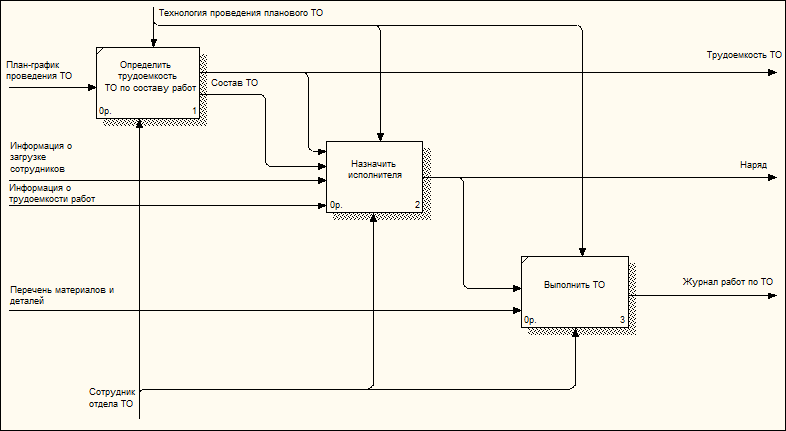 Технология проведения планового ТО
План-график
проведения ТО
Определить
трудоемкость
ТО по составу работ
0р. 1
Трудоемкость ТО
Состав ТО
Информация о
загрузке
сотрудников
Информация о
трудоемкости работ
Назначить
исполнителя
0р. 2
Наряд
Перечень материалов и
деталей
Выполнить ТО
0р. 3
Журнал работ по ТО
Сотрудник
отдела ТО